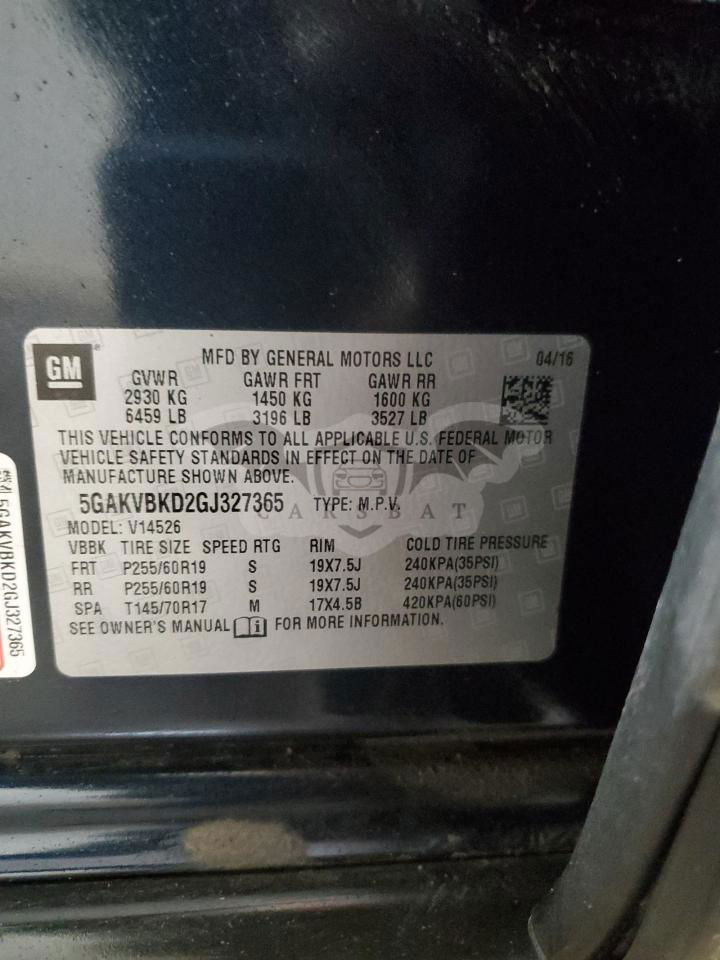 GM
MFD BY GENERAL MOTORS LLC 04/16
GVWR GAWR FRT GAWR RR
2930 KG 1450 KG 1600 KG
6459 LB 3196 LB 3527 LB
THIS VEHICLE CONFORMS TO ALL APPLICABLE U.S. FEDERAL MOTOR
VEHICLE SAFETY STANDARDS IN EFFECT ON THE DATE OF
MANUFACTURE SHOWN ABOVE.
5GAKVBKD2GJ327365 TYPE: M.P.V.
CARSBAT
MODEL: V14526
VBBK TIRE SIZE SPEED RTG RIM COLD TIRE PRESSURE
FRT P255/60R19 S 19X7.5J 240KPA(35PSI)
RR P255/60R19 S 19X7.5J 240KPA(35PSI)
SPA T145/70R17 M 17X4.5B 420KPA(60PSI)
SEE OWNER'S MANUAL FOR MORE INFORMATION.
5GAKVBKD2GJ327365